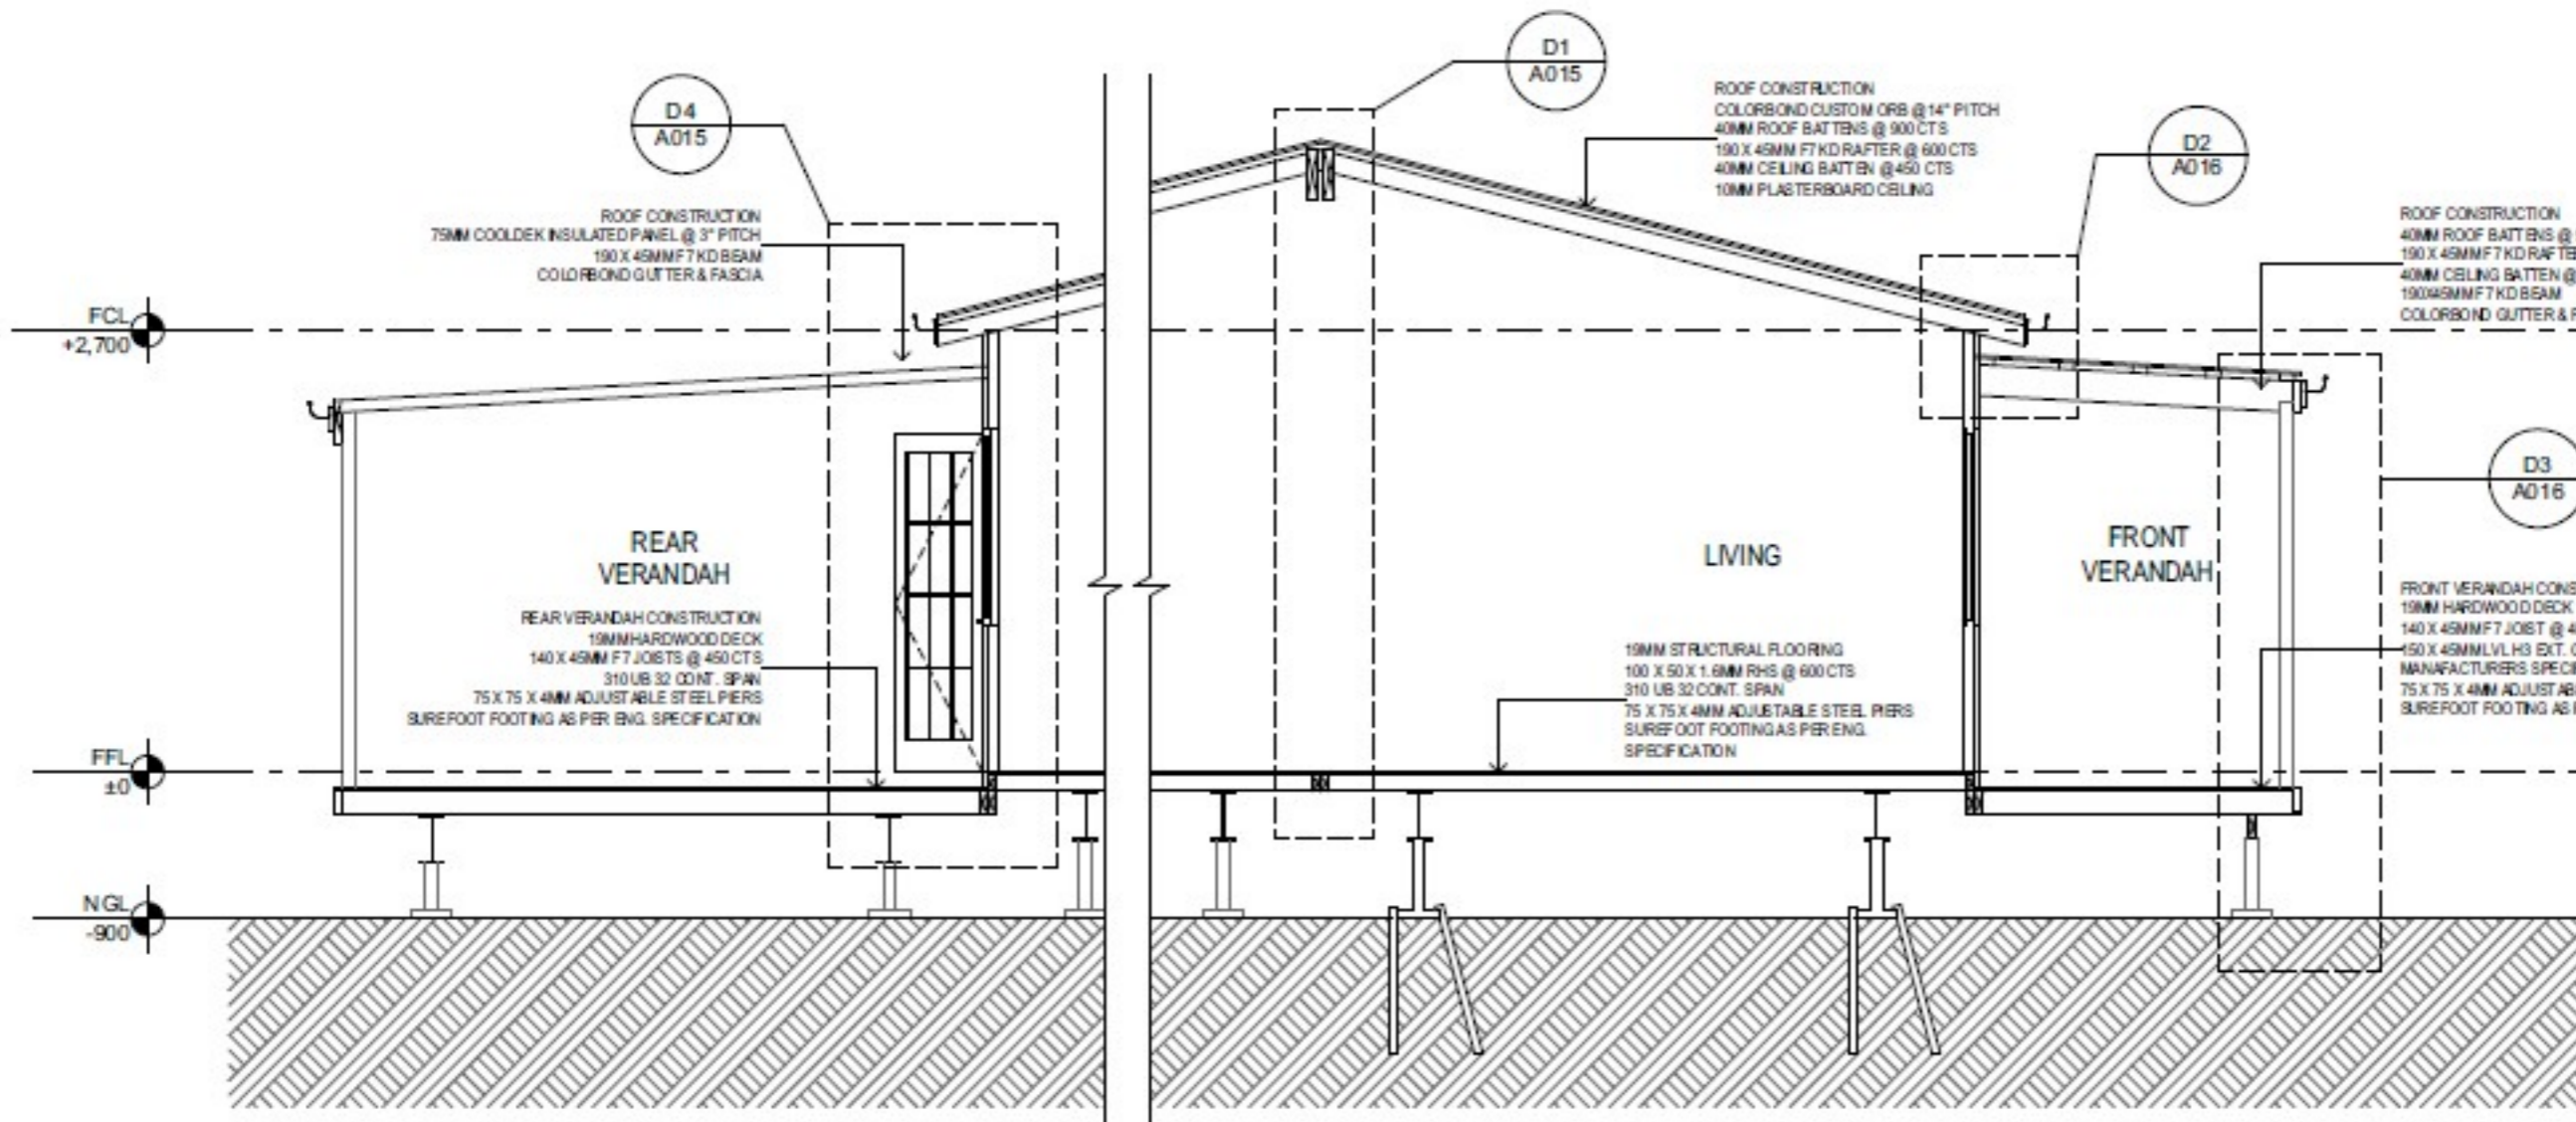 D4
A015
ROOF CONSTRUCTION
75MM COOLDEK INSULATED PANEL @ 3° PITCH
190 X 45MM F7 KD BEAM
COLORBOND GUTTER & FASCIA
D1
A015
ROOF CONSTRUCTION
COLORBOND CUSTOM ORB @ 14° PITCH
40MM ROOF BATTENS @ 900 CTS
190 X 45MM F7 KD RAFTER @ 600 CTS
40MM CEILING BATTEN @ 450 CTS
10MM PLASTERBOARD CEILING
D2
A016
ROOF CONSTRUCTION
40MM ROOF BATTENS @
190 X 45MM F7 KD RAFTE
40MM CEILING BATTEN @
190X45MM F7 KD BEAM
COLORBOND GUTTER & F
FCL
+2,700
D3
A016
REAR
VERANDAH
REAR VERANDAH CONSTRUCTION
19MM HARDWOOD DECK
140 X 45MM F7 JOISTS @ 450 CTS
310 UB 32 CONT. SPAN
75 X 75 X 4MM ADJUSTABLE STEEL PIERS
SUREFOOT FOOTING AS PER ENG. SPECIFICATION
LIVING
19MM STRUCTURAL FLOORING
100 X 50 X 1.6MM RHS @ 600 CTS
310 UB 32 CONT. SPAN
75 X 75 X 4MM ADJUSTABLE STEEL PIERS
SUREFOOT FOOTING AS PER ENG.
SPECIFICATION
FRONT
VERANDAH
FRONT VERANDAH CONS
19MM HARDWOOD DECK
140 X 45MM F7 JOIST @ 4
150 X 45MM LVL H3 EXT.
MANAFACTURERS SPECI
75 X 75 X 4MM ADJUSTAB
SUREFOOT FOOTING AS
FFL
±0
NGL
-900